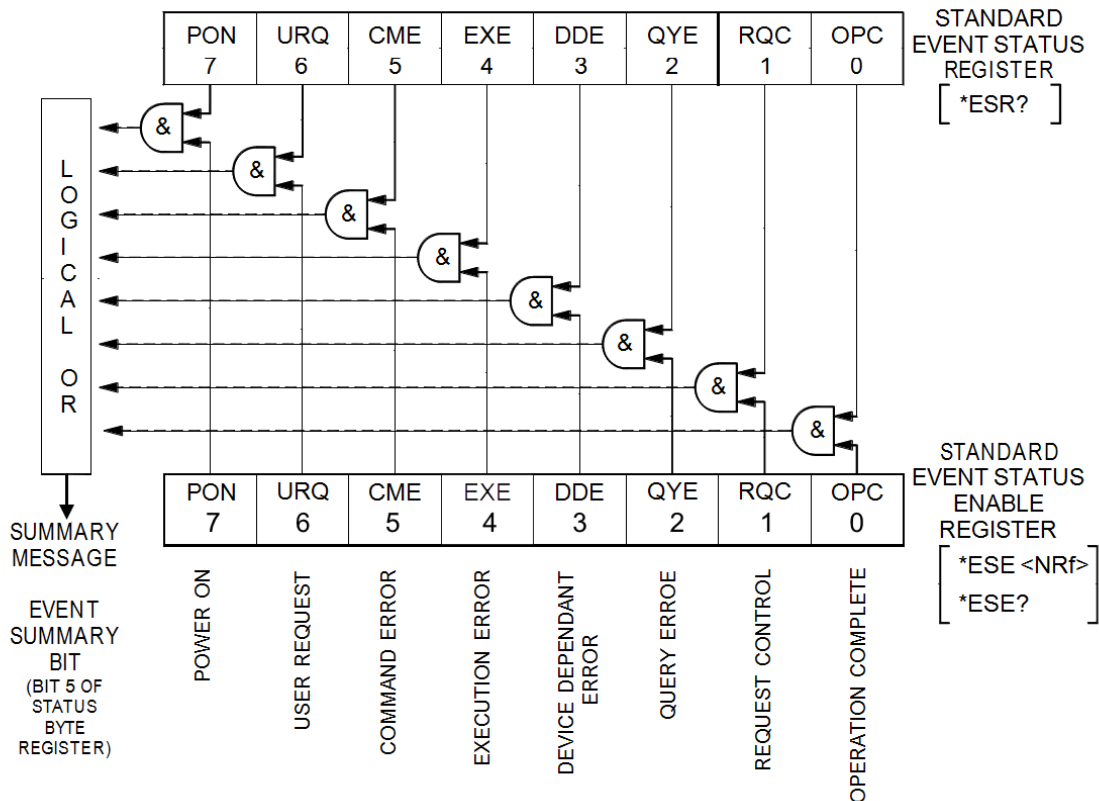 PON URQ CME EXE DDE QYE RQC OPC
7 6 5 4 3 2 1 0
STANDARD
EVENT STATUS
REGISTER
*ESR?
&
&
&
&
&
&
&
&
LOGICAL OR
PON URQ CME EXE DDE QYE RQC OPC
7 6 5 4 3 2 1 0
STANDARD
EVENT STATUS
ENABLE
REGISTER
*ESE <NRf>
*ESE?
SUMMARY
MESSAGE
EVENT
SUMMARY
BIT
(BIT 5 OF
STATUS
BYTE
REGISTER)
POWER ON
USER REQUEST
COMMAND ERROR
EXECUTION ERROR
DEVICE DEPENDANT
ERROR
QUERY ERROE
REQUEST CONTROL
OPERATION COMPLETE